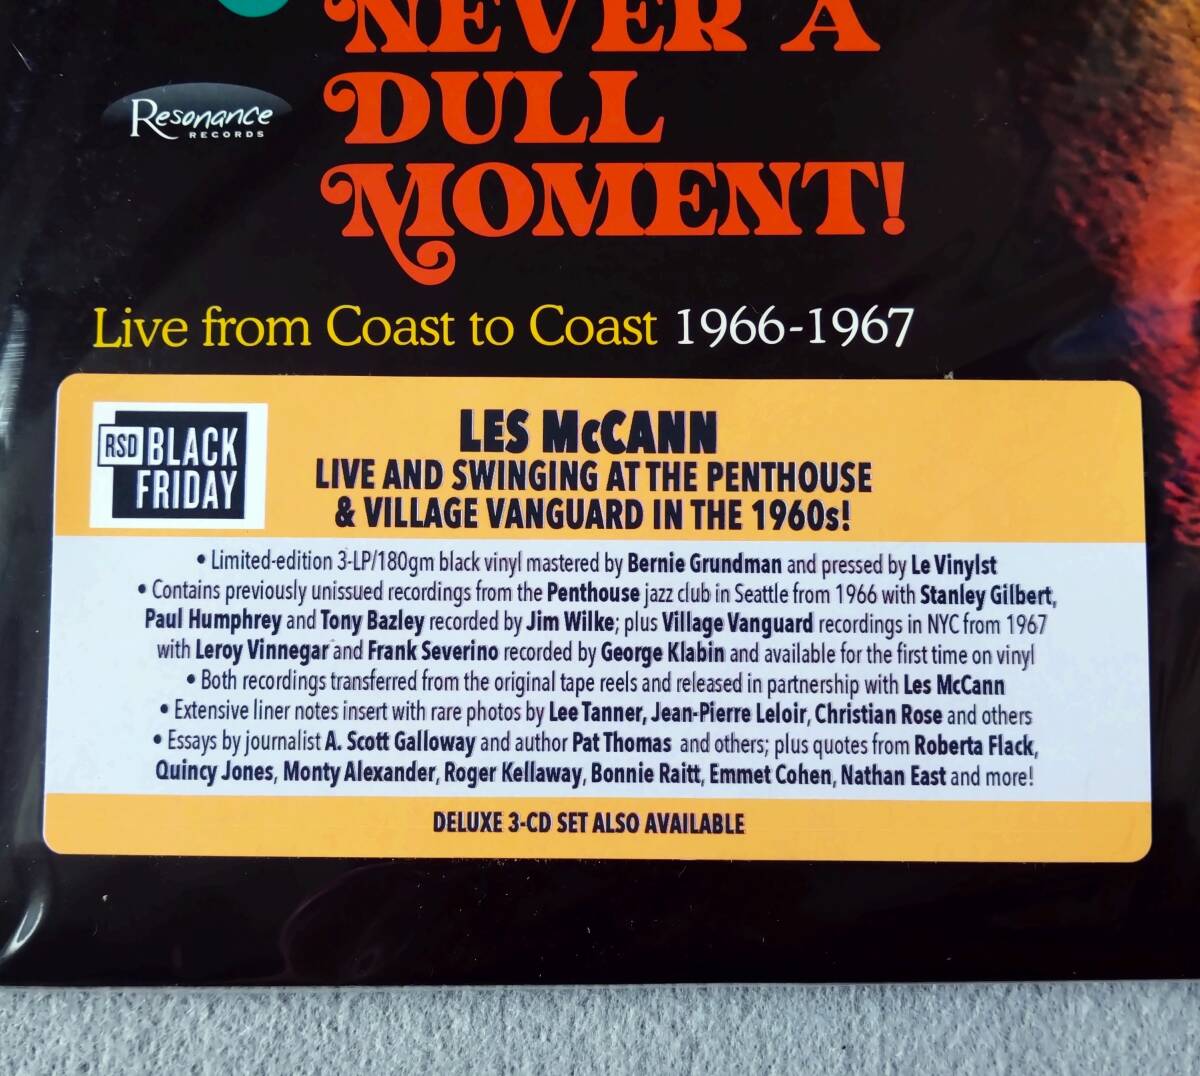 NEVER A
DULL
MOMENT!
Resonance
RECORDS
Live from Coast to Coast 1966-1967
RSD BLACK
FRIDAY
LES McCANN
LIVE AND SWINGING AT THE PENTHOUSE
& VILLAGE VANGUARD IN THE 1960s!
• Limited-edition 3-LP/180gm black vinyl mastered by Bernie Grundman and pressed by Le Vinylst
• Contains previously unissued recordings from the Penthouse jazz club in Seattle from 1966 with Stanley Gilbert,
Paul Humphrey and Tony Bazley recorded by Jim Wilke; plus Village Vanguard recordings in NYC from 1967
with Leroy Vinnegar and Frank Severino recorded by George Klabin and available for the first time on vinyl
• Both recordings transferred from the original tape reels and released in partnership with Les McCann
• Extensive liner notes insert with rare photos by Lee Tanner, Jean-Pierre Leloir, Christian Rose and others
• Essays by journalist A. Scott Galloway and author Pat Thomas and others; plus quotes from Roberta Flack,
Quincy Jones, Monty Alexander, Roger Kellaway, Bonnie Raitt, Emmet Cohen, Nathan East and more!
DELUXE 3-CD SET ALSO AVAILABLE